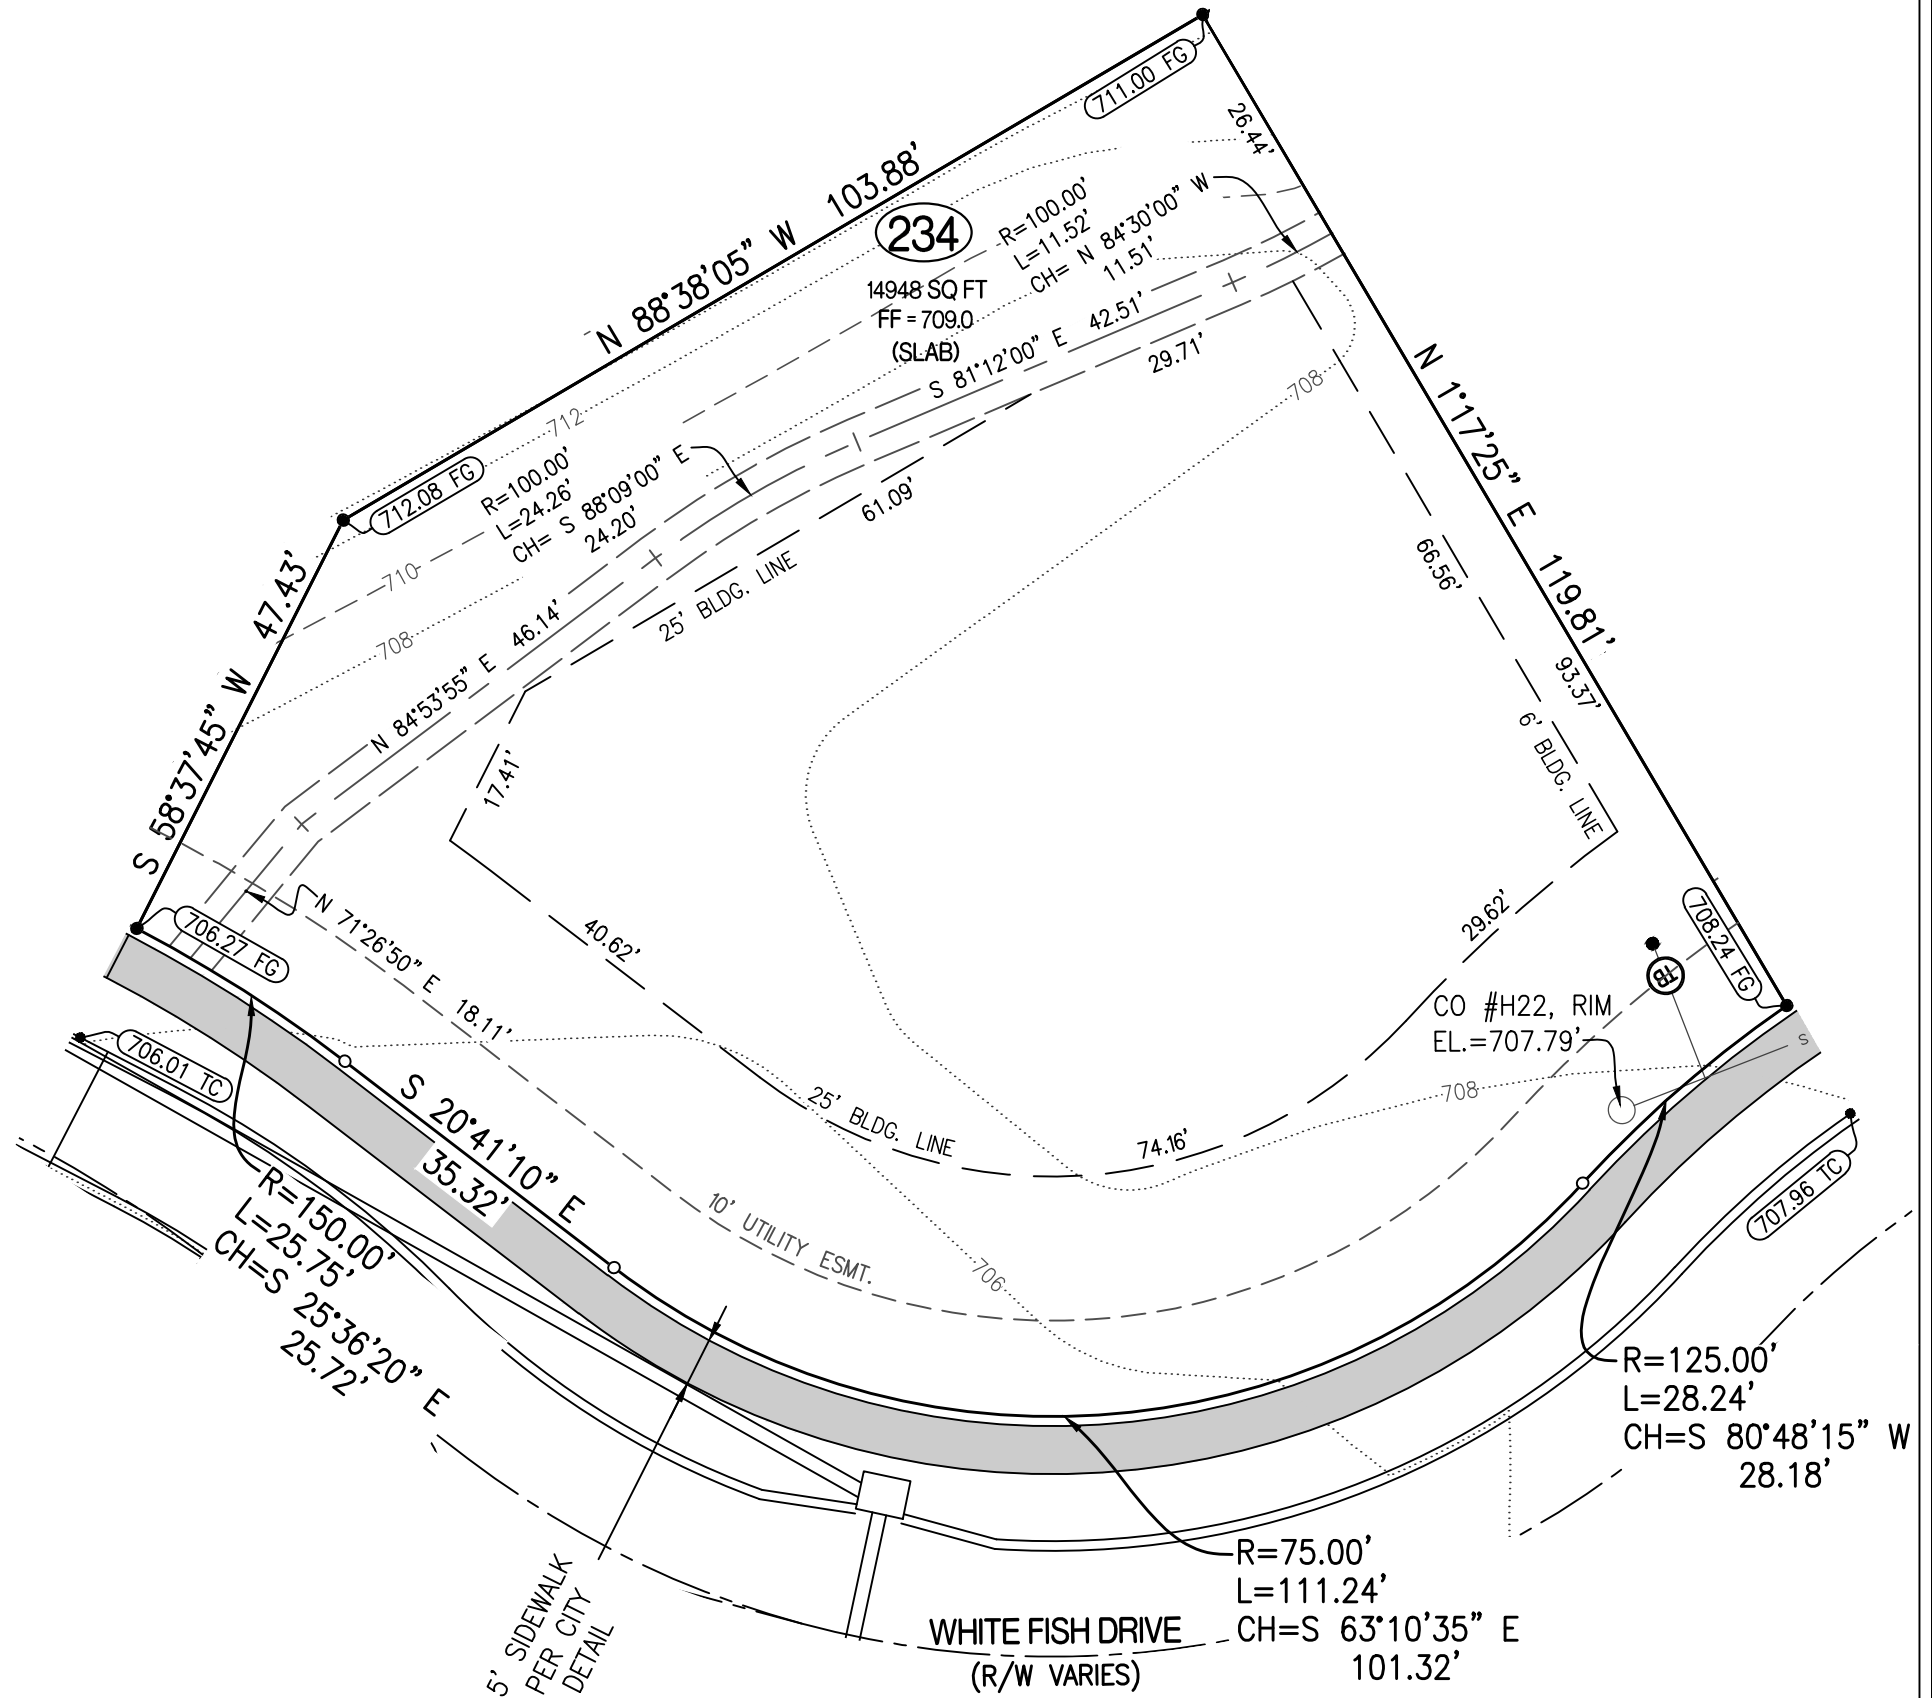 711.00 FG
26.44'
N 88°38'05" W 103.88'
234
14948 SQ FT
FF = 709.0
(SLAB)
R=100.00'
L=11.52'
CH= N 84°30'00" W
11.51'
S 81°12'00" E 42.51'
29.71'
708
712
712.08 FG
R=100.00'
L=24.26'
CH= S 88°09'00" E
24.20'
61.09'
25' BLDG. LINE
N 1°17'25" E 119.81'
66.56'
93.37'
6' BLDG. LINE
710
708
S 58°37'45" W 47.43'
N 84°53'55" E 46.14'
17.41'
706.27 FG
N 71°26'50" E 18.11'
40.62'
29.62'
708.24 FG
TB
CO #H22, RIM
EL.=707.79'
S
706.01 TC
S 20°41'10" E
35.32'
25' BLDG. LINE
74.16'
708
707.96 TC
10' UTILITY ESMT.
706
R=150.00'
L=25.75'
CH=S 25°36'20" E
25.72'
R=125.00'
L=28.24'
CH=S 80°48'15" W
28.18'
R=75.00'
L=111.24'
CH=S 63°10'35" E
101.32'
5' SIDEWALK
PER CITY
DETAIL
WHITE FISH DRIVE
(R/W VARIES)